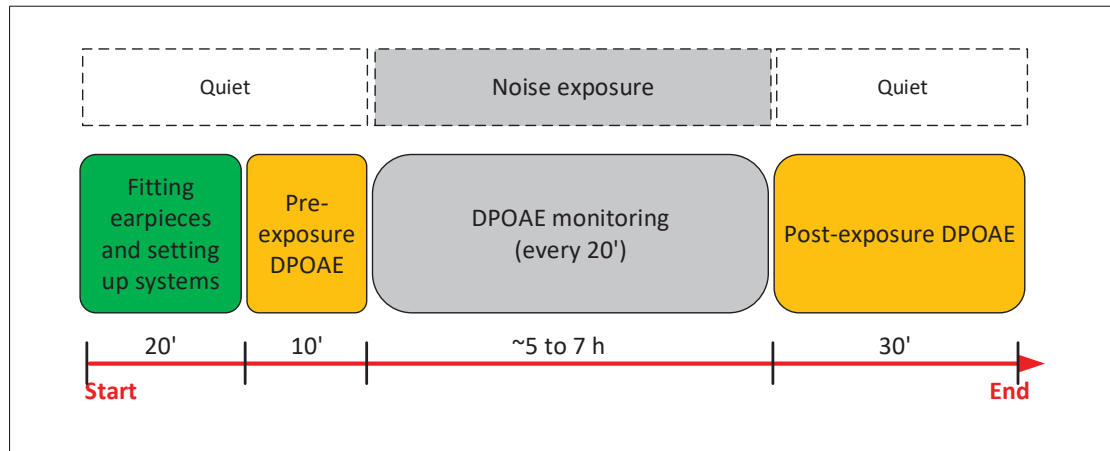 Quiet
Noise exposure
Quiet
Fitting
earpieces
and setting
up systems
Pre-
exposure
DPOAE
DPOAE monitoring
(every 20')
Post-exposure DPOAE
20'
10'
~5 to 7 h
30'
Start
End